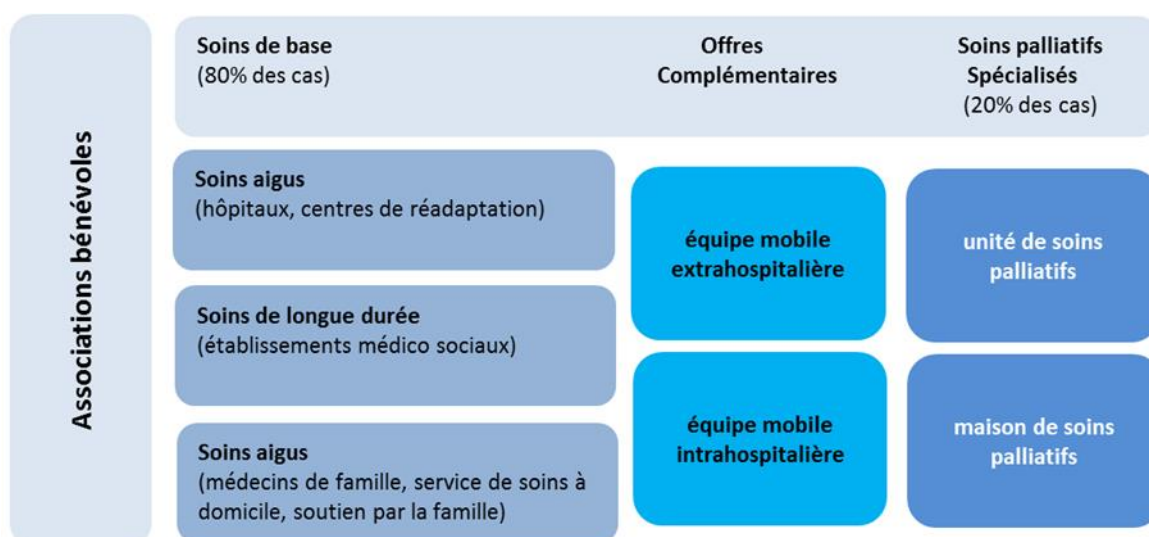 Associations bénévoles
Soins de base
(80% des cas)
Offres
Complémentaires
Soins palliatifs
Spécialisés
(20% des cas)
Soins aigus
(hôpitaux, centres de réadaptation)
Soins de longue durée
(établissements médico sociaux)
Soins aigus
(médecins de famille, service de soins à
domicile, soutien par la famille)
équipe mobile
extrahospitalière
équipe mobile
intrahospitalière
unité de soins
palliatifs
maison de soins
palliatifs